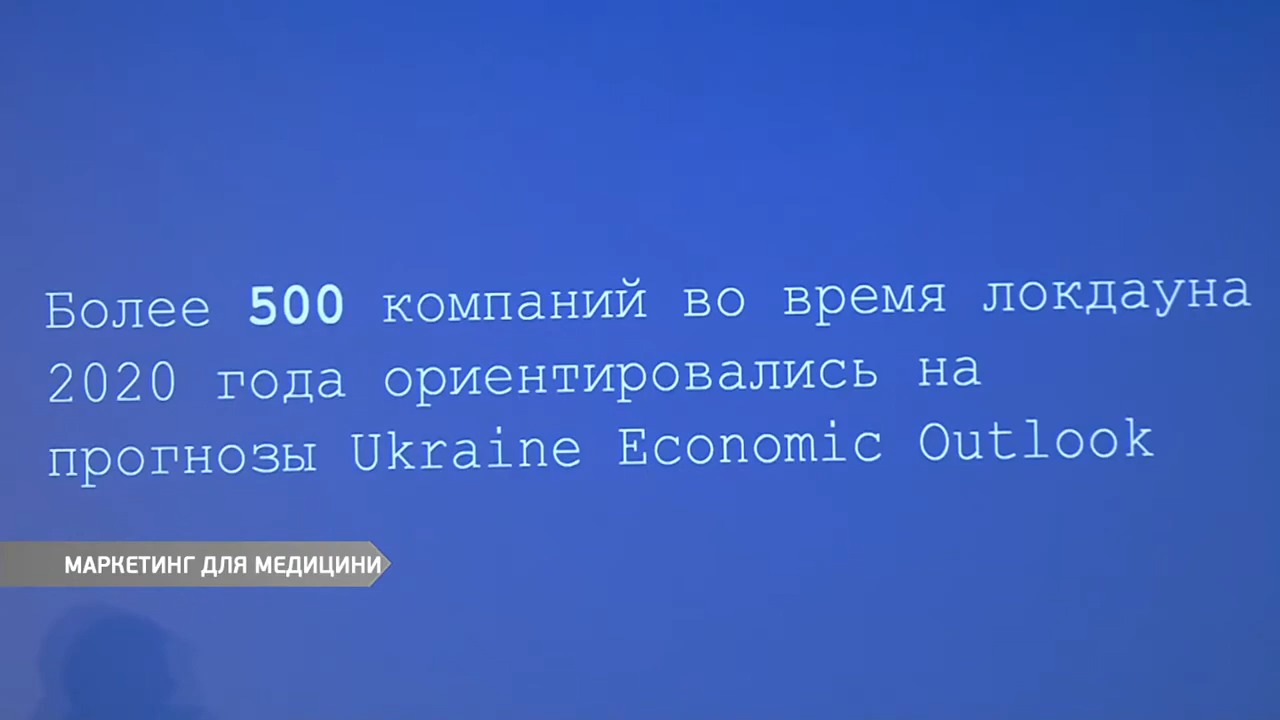 Более 500 компаний во время локдауна
2020 года ориентировались на
прогнозы Ukraine Economic Outlook
МАРКЕТИНГ ДЛЯ МЕДИЦИНИ